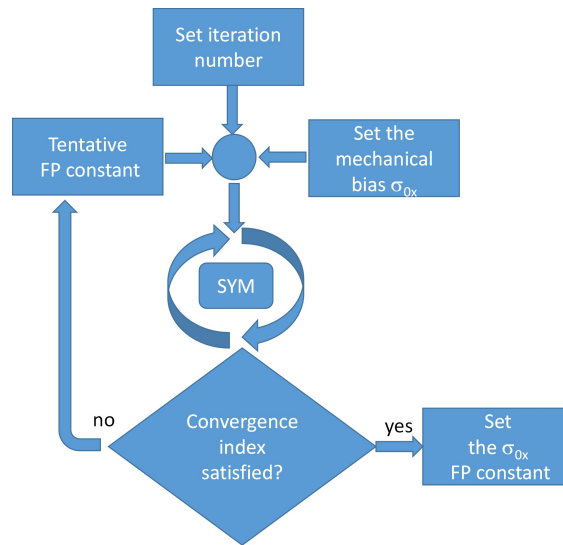 Set iteration
number
Tentative
FP constant
Set the
mechanical
bias σ₀ₓ
SYM
no
Convergence
index
satisfied?
yes
Set
the σ₀ₓ
FP constant